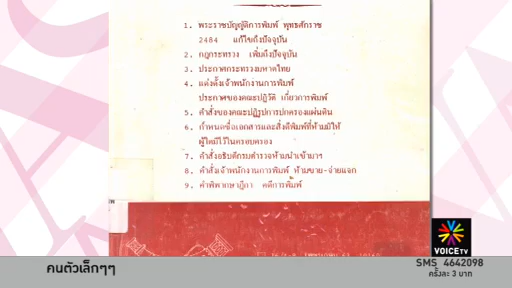 1. พระราชบัญญัติการพิมพ์ พุทธศักราช
2484 แก้ไขถึงปัจจุบัน
2. กฎกระทรวง เพิ่มถึงปัจจุบัน
3. ประกาศกระทรวงมหาดไทย
4. แต่งตั้งเจ้าพนักงานการพิมพ์
ประกาศของคณะปฏิวัติ เกี่ยวการพิมพ์
5. คำสั่งของคณะปฏิรูปการปกครองแผ่นดิน
6. กำหนดชื่อเอกสารและสิ่งตีพิมพ์ที่ห้ามมิให้
ผู้ใดมีไว้ในครอบครอง
7. คำสั่งอธิบดีกรมตำรวจห้ามนำเข้ามาฯ
8. คำสั่งเจ้าพนักงานการพิมพ์ ห้ามขาย-จ่ายแจก
9. คำพิพากษาฎีกา คดีการพิมพ์
VOICE TV
คนตัวเล็กๆๆ
SMS 4642098
ครั้งละ 3 บาท